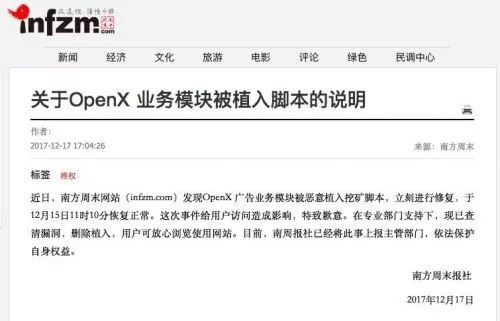 在这里,读懂中国
infzm.com
新闻 经济 文化 旅游 电影 评论 绿色 民调中心
关于OpenX 业务模块被植入脚本的说明
作者:
2017-12-17 17:04:26 来源: 南方周末
标签 维权
近日,南方周末网站(infzm.com)发现OpenX 广告业务模块被恶意植入挖矿脚本,立刻进行修复,于
12月15日11时10分恢复正常。这次事件给用户访问造成影响,特致歉意。在专业部门支持下,现已查
清漏洞,删除植入,用户可放心浏览使用网站。目前,南周报社已经将此事上报主管部门,依法保护
自身权益。
南方周末报社
2017年12月17日